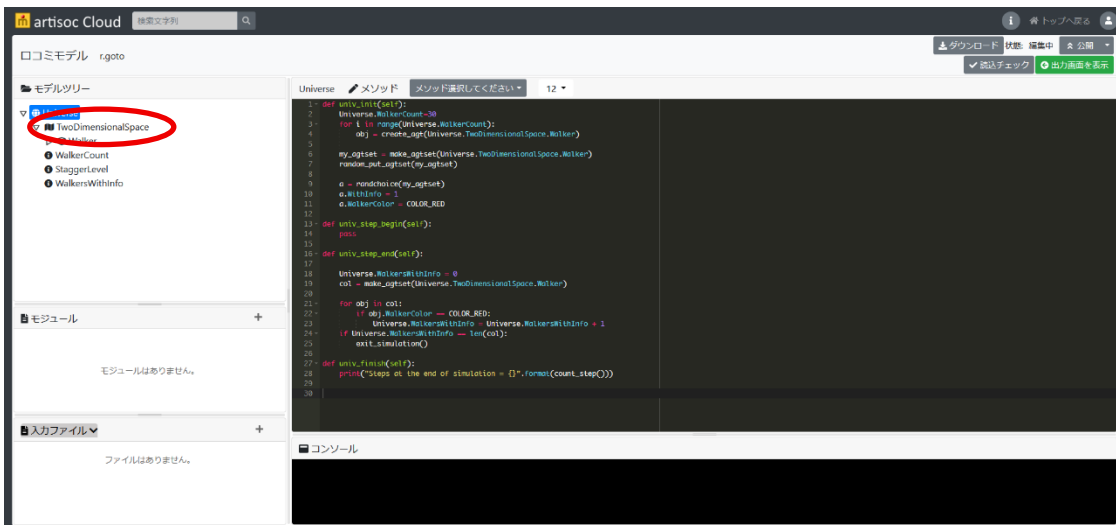 artisoc Cloud 検索文字列 i トップへ戻る
口コミモデル r.goto ダウンロード 状態: 編集中 公開
読込チェック 出力画面を表示
モデルツリー
Universe
TwoDimensionalSpace
Walker
WalkerCount
StaggerLevel
WalkersWithInfo
モジュール +
モジュールはありません。
入力ファイル +
ファイルはありません。
Universe メソッド メソッド選択してください 12
1 def univ_init(self):
2 Universe.WalkerCount=30
3 for i in range(Universe.WalkerCount):
4 obj = create_agt(Universe.TwoDimensionalSpace.Walker)
5
6 my_agtset = make_agtset(Universe.TwoDimensionalSpace.Walker)
7 random_put_agtset(my_agtset)
8
9 a = randchoice(my_agtset)
10 a.WithInfo = 1
11 a.WalkerColor = COLOR_RED
12
13 def univ_step_begin(self):
14 pass
15
16 def univ_step_end(self):
17
18 Universe.WalkersWithInfo = 0
19 col = make_agtset(Universe.TwoDimensionalSpace.Walker)
20
21 for obj in col:
22 if obj.WalkerColor == COLOR_RED:
23 Universe.WalkersWithInfo = Universe.WalkersWithInfo + 1
24 if Universe.WalkersWithInfo == len(col):
25 exit_simulation()
26
27 def univ_finish(self):
28 print("Steps at the end of simulation = {}".format(count_step()))
29
30
コンソール